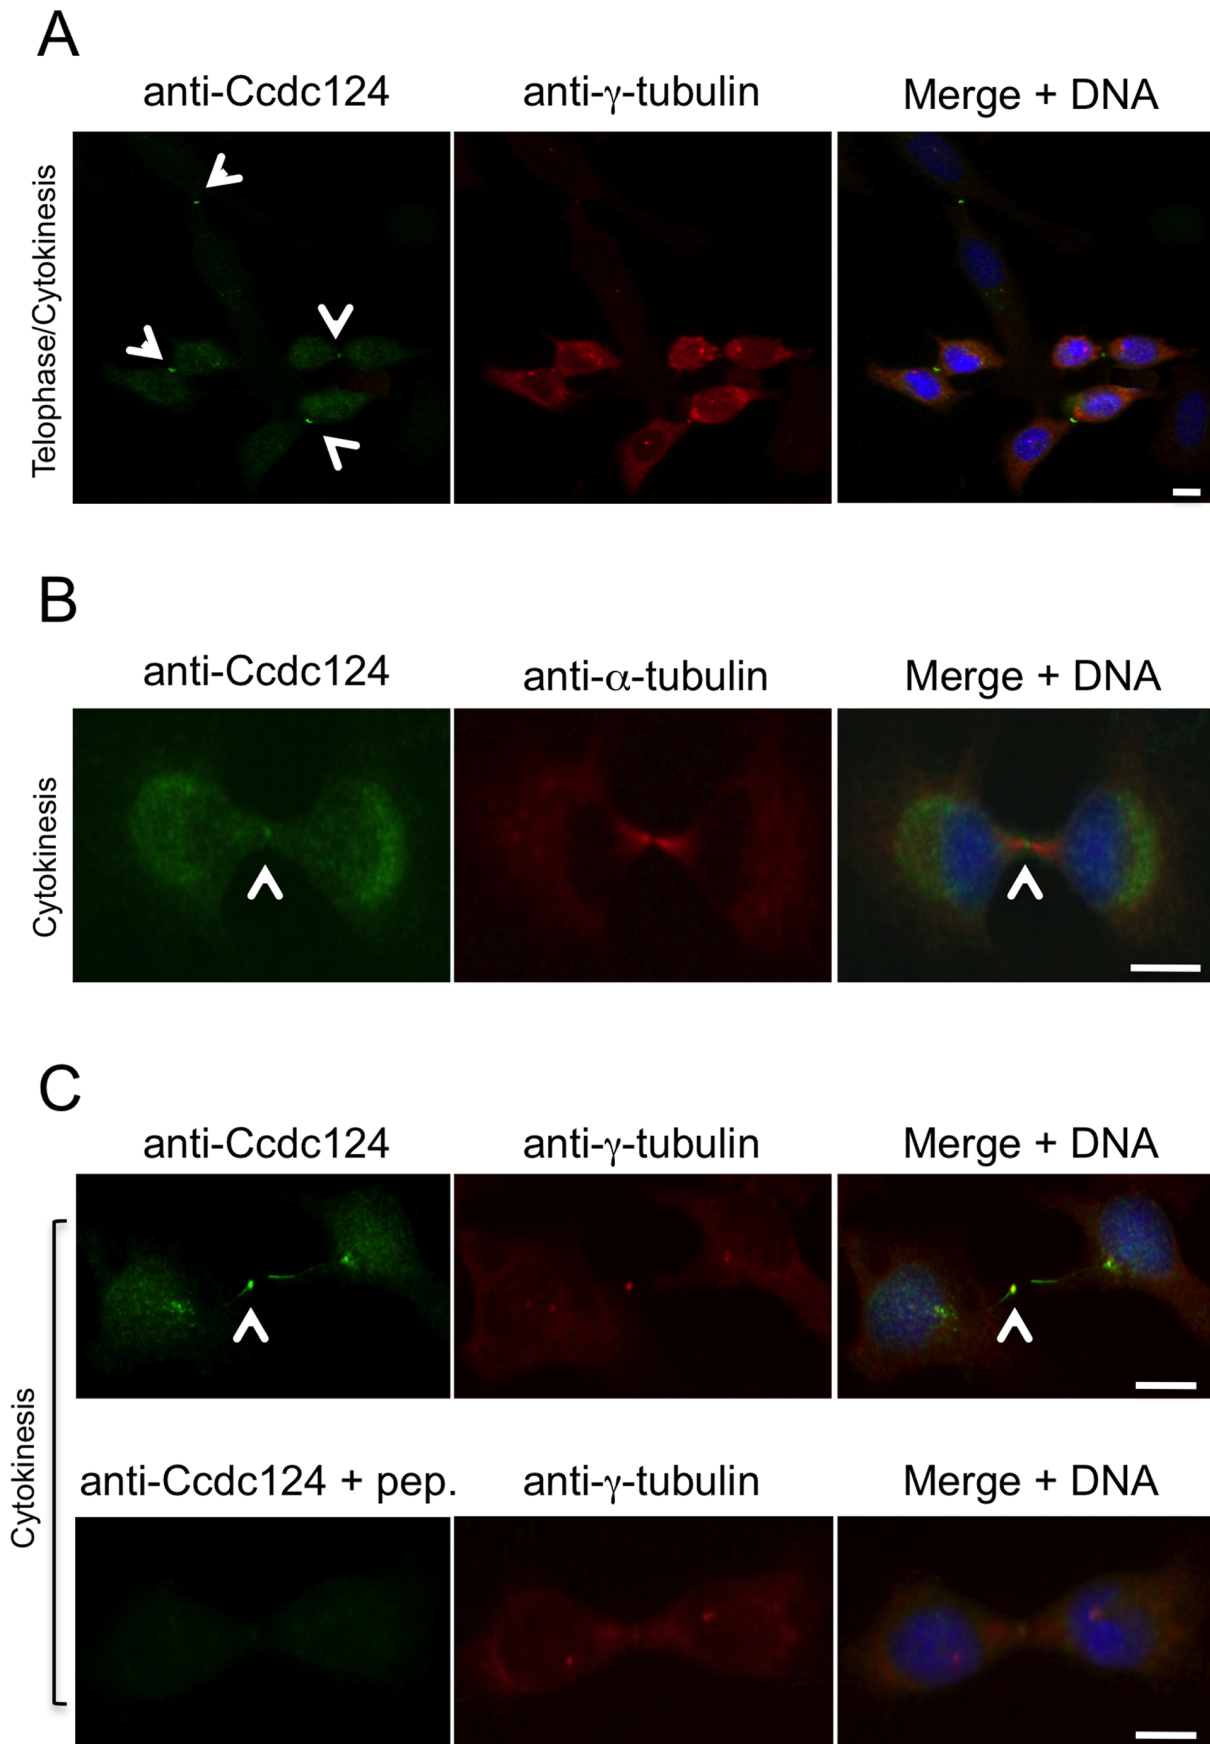 A
anti-Ccdc124 anti-γ-tubulin Merge + DNA
Telophase/Cytokinesis
B
anti-Ccdc124 anti-α-tubulin Merge + DNA
Cytokinesis
C
anti-Ccdc124 anti-γ-tubulin Merge + DNA
Cytokinesis
anti-Ccdc124 + pep. anti-γ-tubulin Merge + DNA